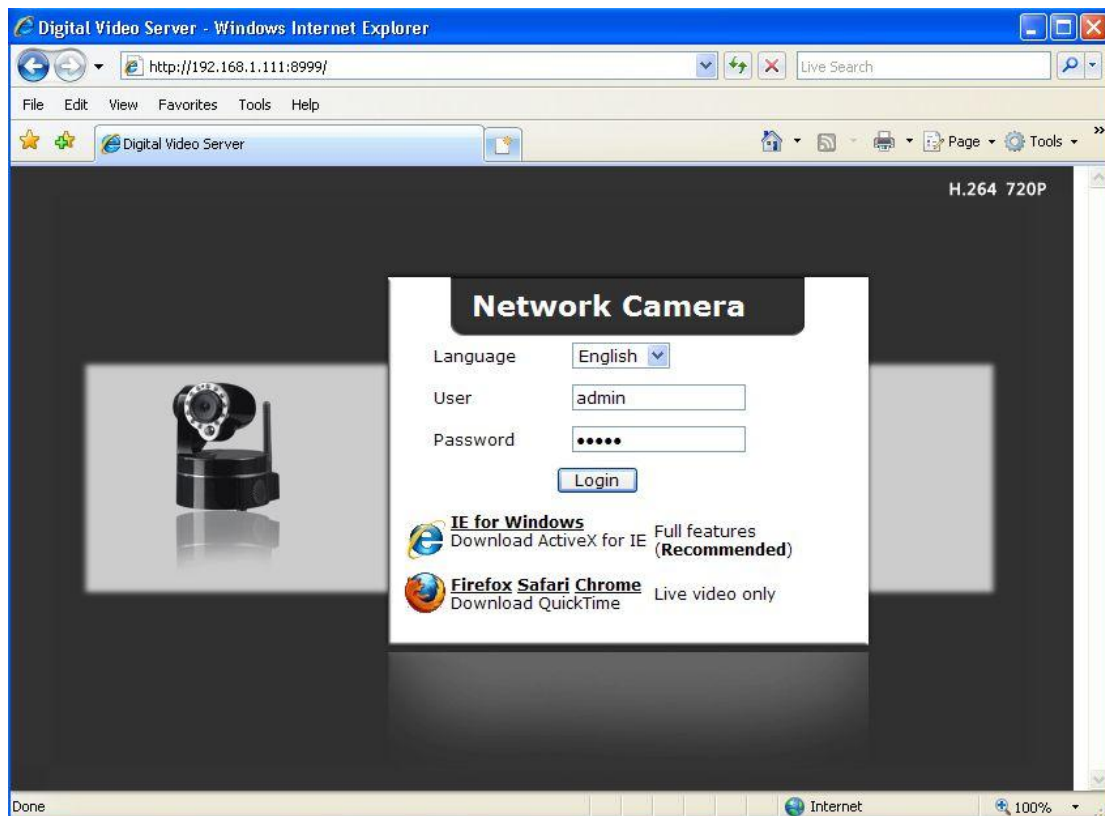 Digital Video Server - Windows Internet Explorer
http://192.168.1.111:8999/
Live Search
File Edit View Favorites Tools Help
Digital Video Server
Page Tools
H.264 720P
Network Camera
Language English
User admin
Password •••••
Login
IE for Windows
Download ActiveX for IE
Full features
(Recommended)
Firefox Safari Chrome
Download QuickTime
Live video only
Done Internet 100%